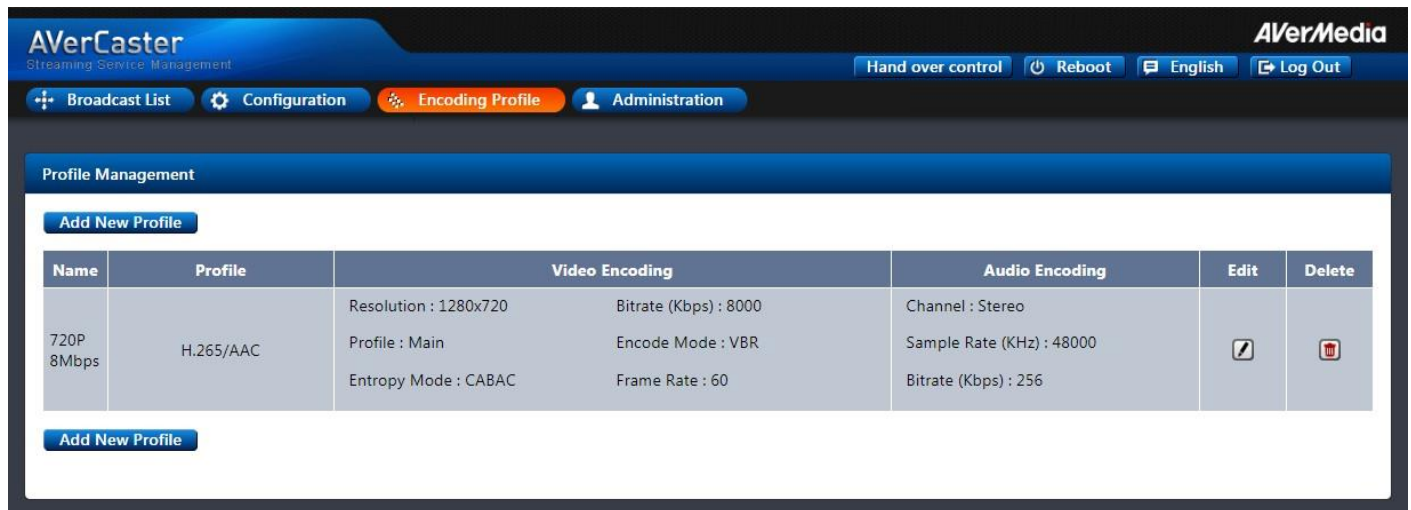 AVerCaster
AVerMedia
Streaming Service Management
Hand over control Reboot English Log Out
Broadcast List Configuration Encoding Profile Administration
Profile Management
Add New Profile
Name Profile Video Encoding Audio Encoding Edit Delete
Resolution : 1280x720 Bitrate (Kbps) : 8000 Channel : Stereo
720P
8Mbps
H.265/AAC
Profile : Main Encode Mode : VBR Sample Rate (KHz) : 48000
Entropy Mode : CABAC Frame Rate : 60 Bitrate (Kbps) : 256
Add New Profile